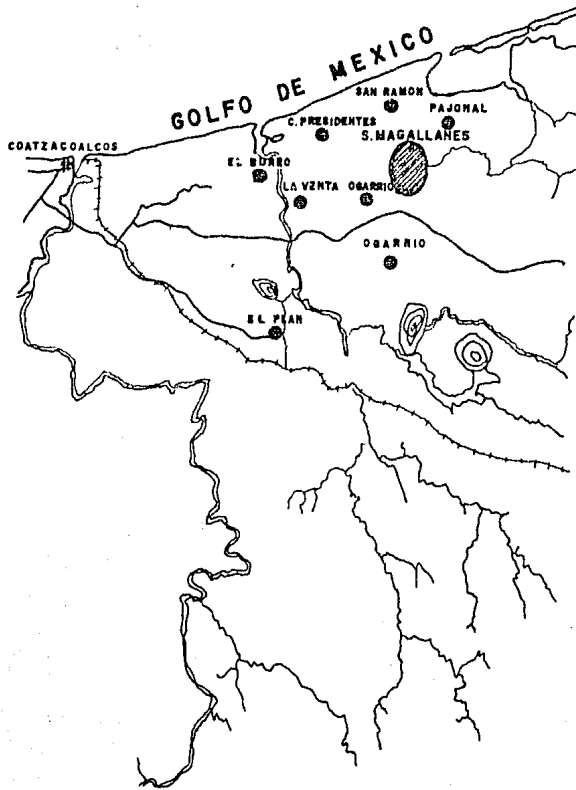 GOLFO DE MEXICO
SAN RAMON
PAJONAL
C. PRESIDENTES
S. MAGALLANES
COATZACOALCOS
EL BURRO
LA VENTA
OGARRIO
OGARRIO
EL PLAN